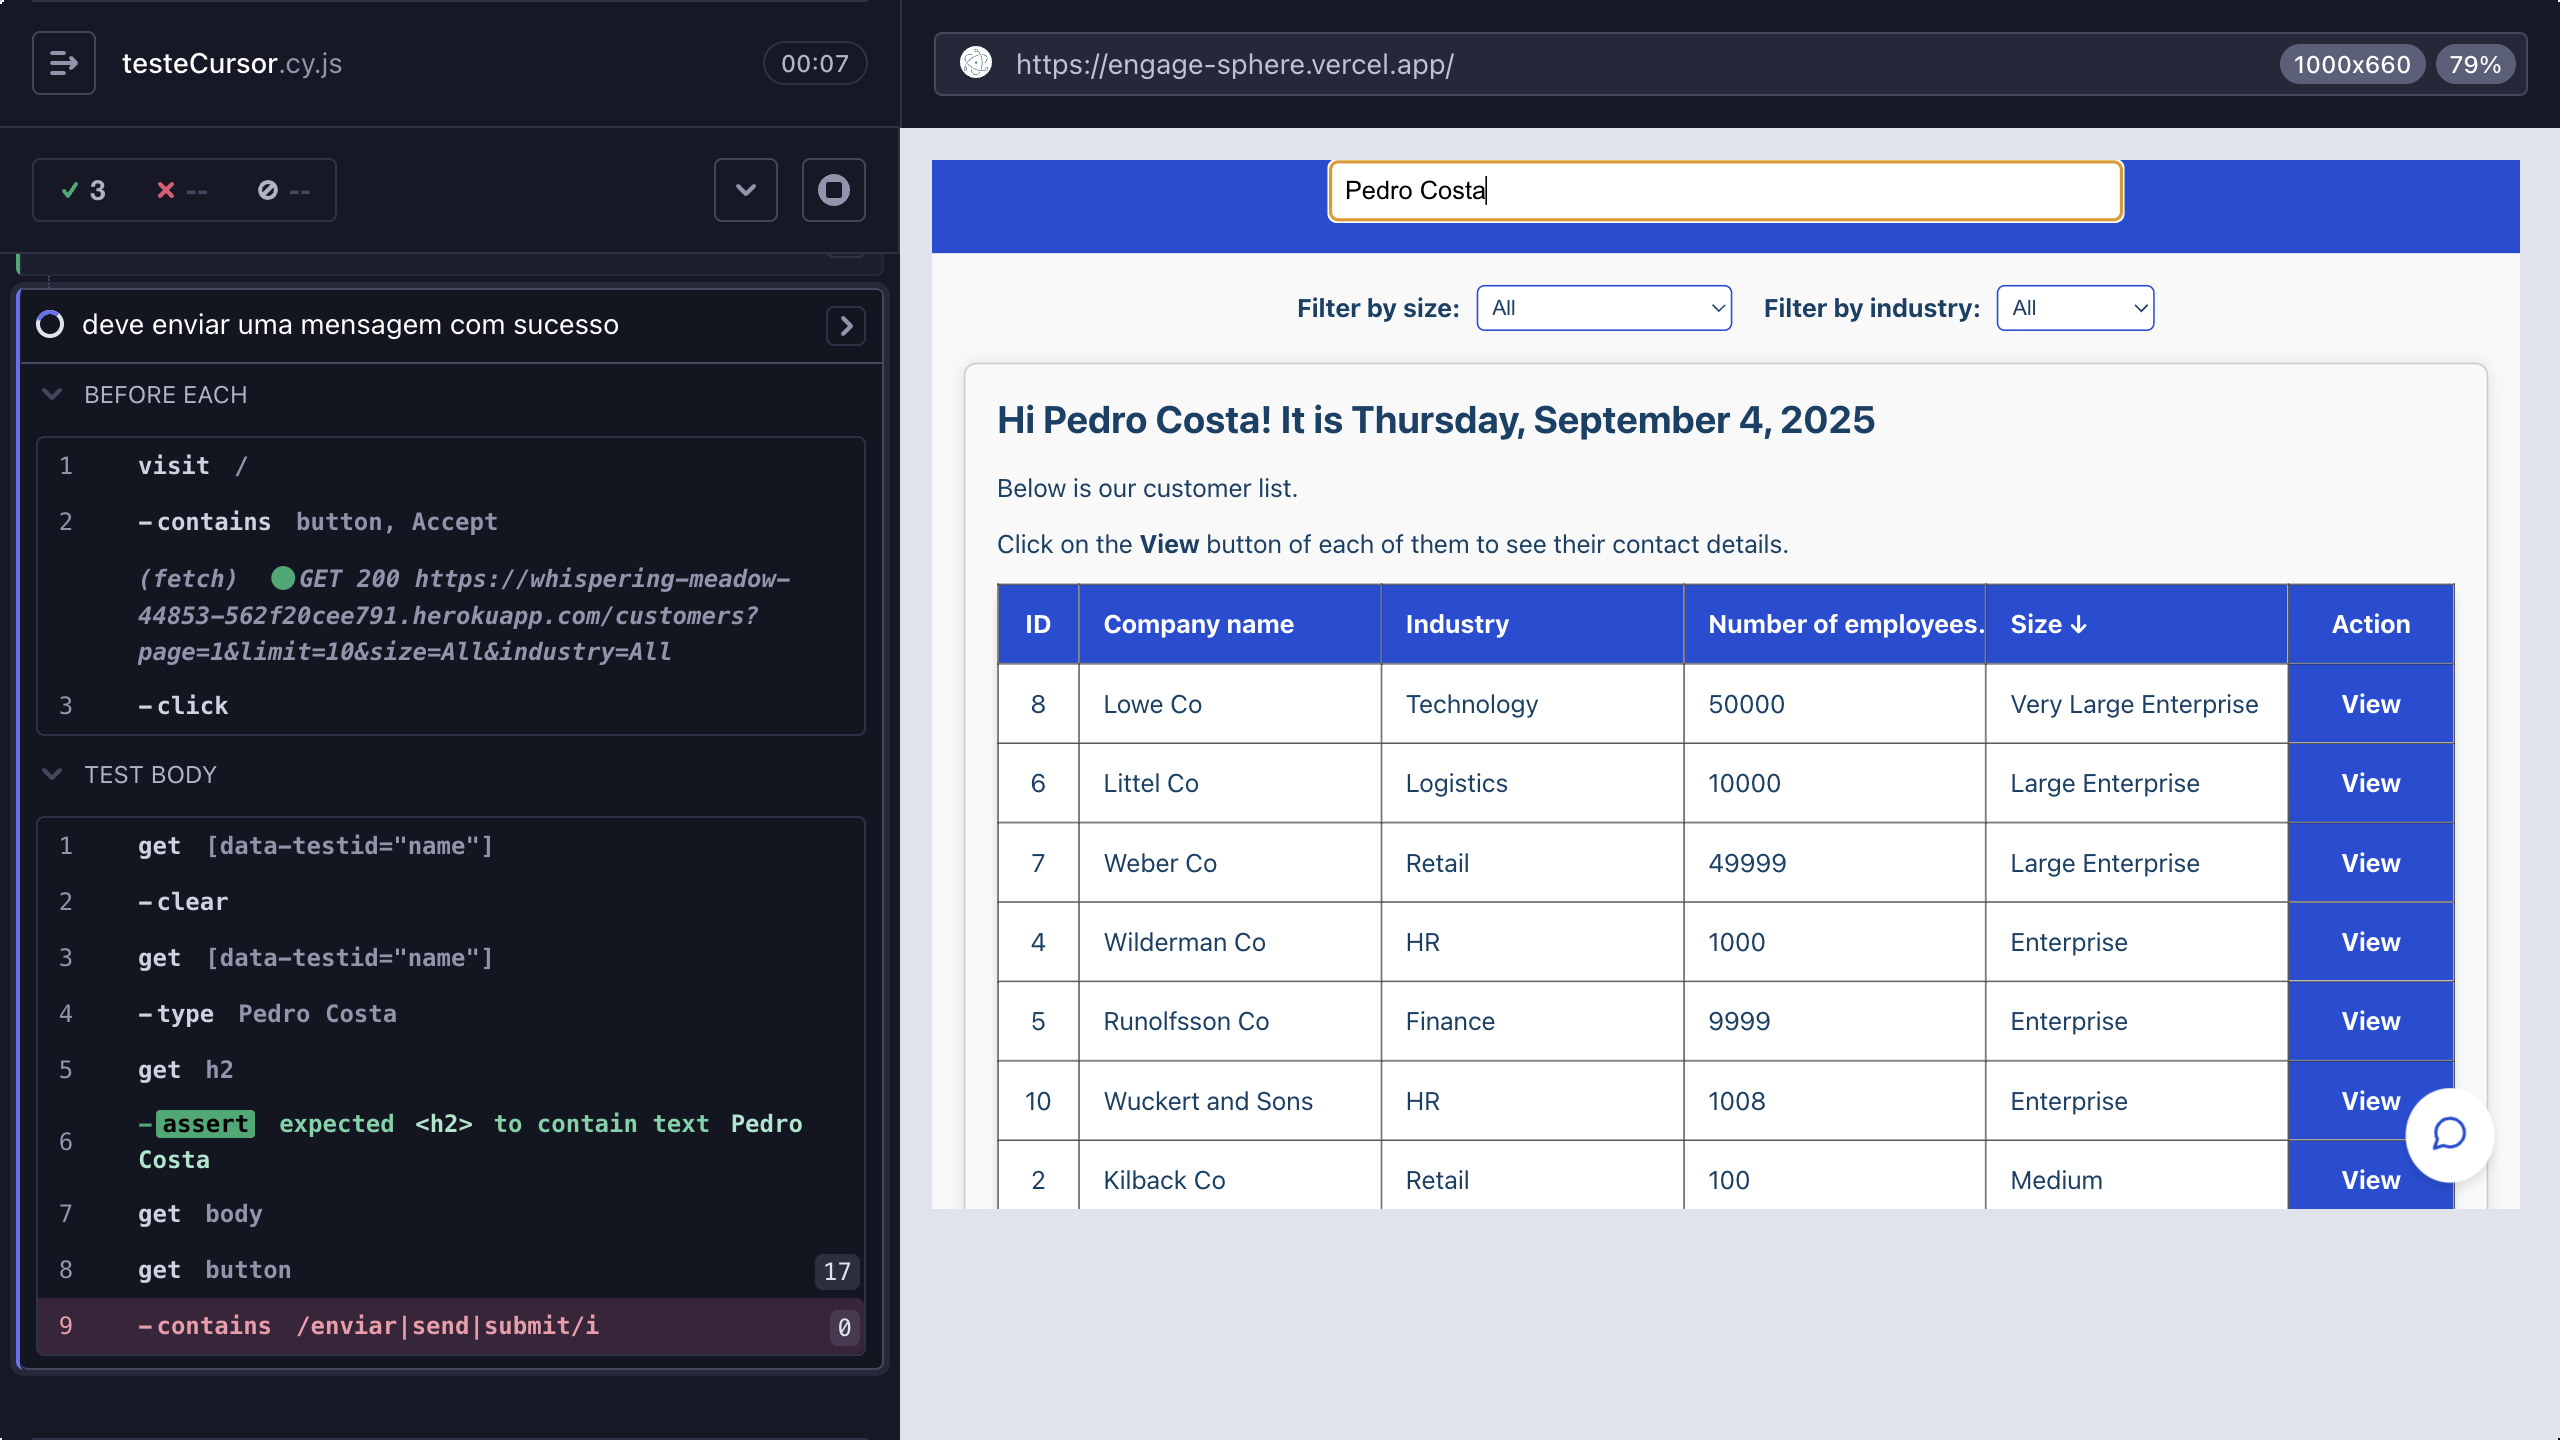 testeCursor.cy.js
00:07
3 -- --
deve enviar uma mensagem com sucesso
BEFORE EACH
1 visit /
2 -contains button, Accept
(fetch) GET 200 https://whispering-meadow-
44853-562f20cee791.herokuapp.com/customers?
page=1&limit=10&size=All&industry=All
3 -click
TEST BODY
1 get [data-testid="name"]
2 -clear
3 get [data-testid="name"]
4 -type Pedro Costa
5 get h2
6 -assert expected <h2> to contain text Pedro
Costa
7 get body
8 get button 17
9 -contains /enviar|send|submit/i 0
https://engage-sphere.vercel.app/ 1000x660 79%
Pedro Costa
Filter by size: All Filter by industry: All
Hi Pedro Costa! It is Thursday, September 4, 2025
Below is our customer list.
Click on the View button of each of them to see their contact details.
ID Company name Industry Number of employees. Size ↓ Action
8 Lowe Co Technology 50000 Very Large Enterprise View
6 Littel Co Logistics 10000 Large Enterprise View
7 Weber Co Retail 49999 Large Enterprise View
4 Wilderman Co HR 1000 Enterprise View
5 Runolfsson Co Finance 9999 Enterprise View
10 Wuckert and Sons HR 1008 Enterprise View
2 Kilback Co Retail 100 Medium View